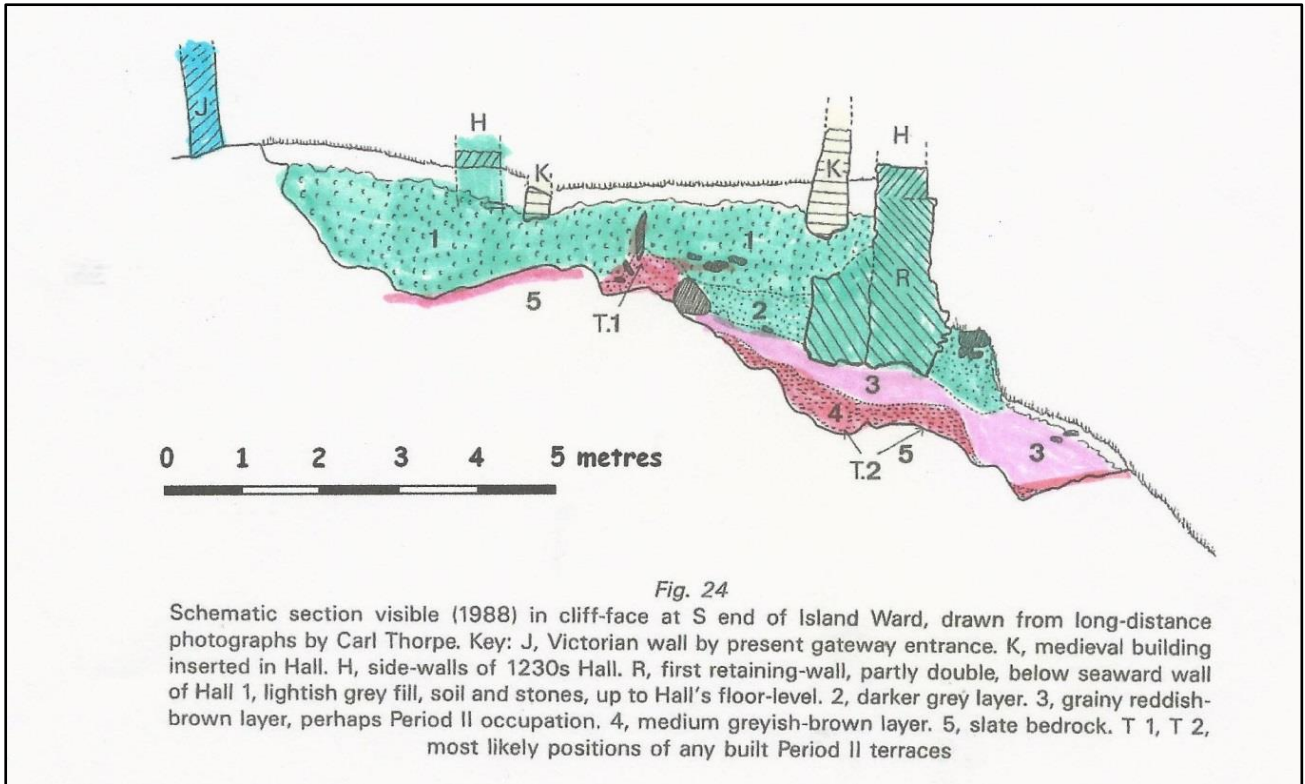 J
H
H
K
K
1
1
R
2
5
T.1
3
4
5
3
T.2
0 1 2 3 4 5 metres
Fig. 24
Schematic section visible (1988) in cliff-face at S end of Island Ward, drawn from long-distance
photographs by Carl Thorpe. Key: J, Victorian wall by present gateway entrance. K, medieval building
inserted in Hall. H, side-walls of 1230s Hall. R, first retaining-wall, partly double, below seaward wall
of Hall 1, lightish grey fill, soil and stones, up to Hall's floor-level. 2, darker grey layer. 3, grainy reddish-
brown layer, perhaps Period II occupation. 4, medium greyish-brown layer. 5, slate bedrock. T 1, T 2,
most likely positions of any built Period II terraces